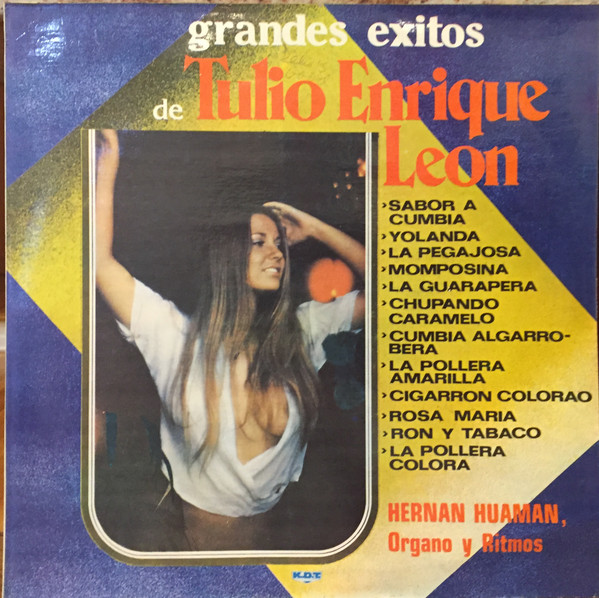 grandes exitos
de Tulio Enrique
Leon
›SABOR A
CUMBIA
›YOLANDA
›LA PEGAJOSA
›MOMPOSINA
›LA GUARAPERA
›CHUPANDO
CARAMELO
›CUMBIA ALGARRO-
BERA
›LA POLLERA
AMARILLA
›CIGARRON COLORAO
›ROSA MARIA
›RON Y TABACO
›LA POLLERA
COLORA
HERNAN HUAMAN,
Organo y Ritmos
K.D.T.